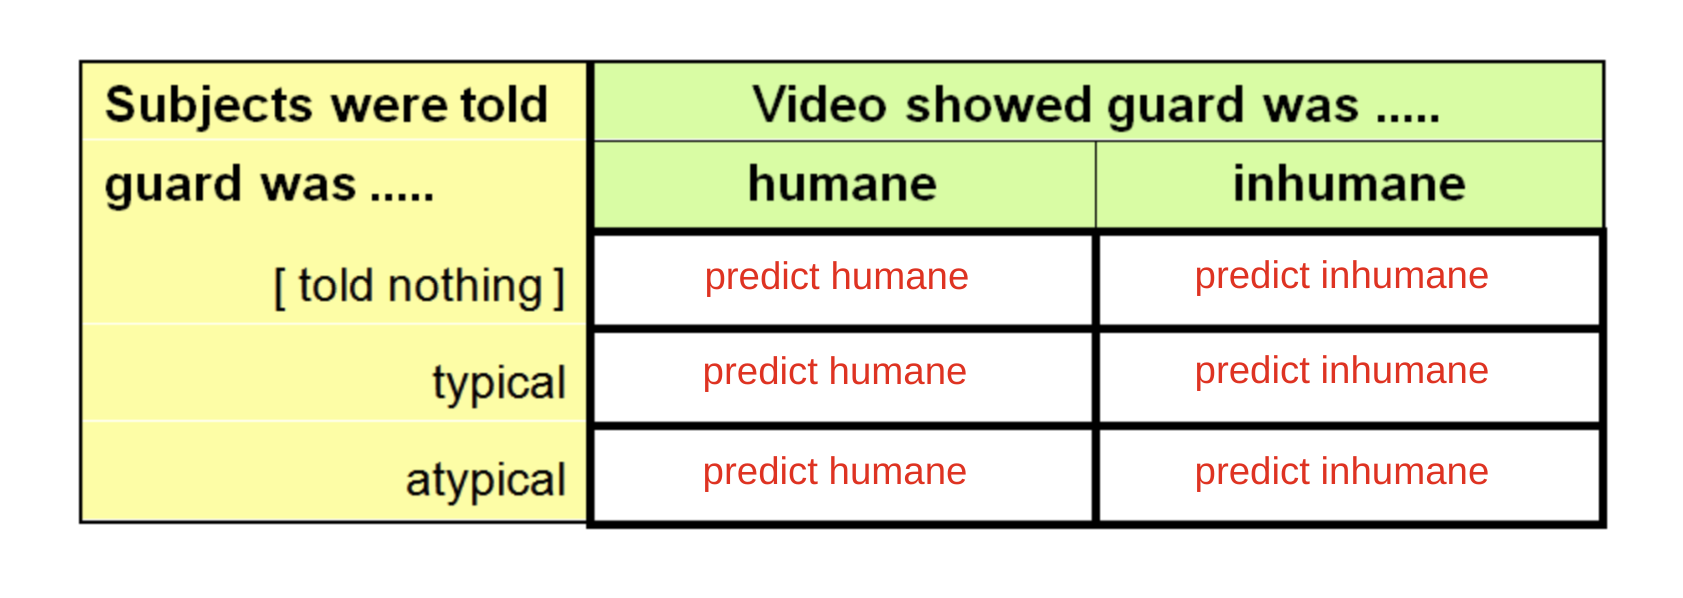 Subjects were told
guard was .....
Video showed guard was .....
humane
inhumane
[ told nothing ]
predict humane
predict inhumane
typical
predict humane
predict inhumane
atypical
predict humane
predict inhumane